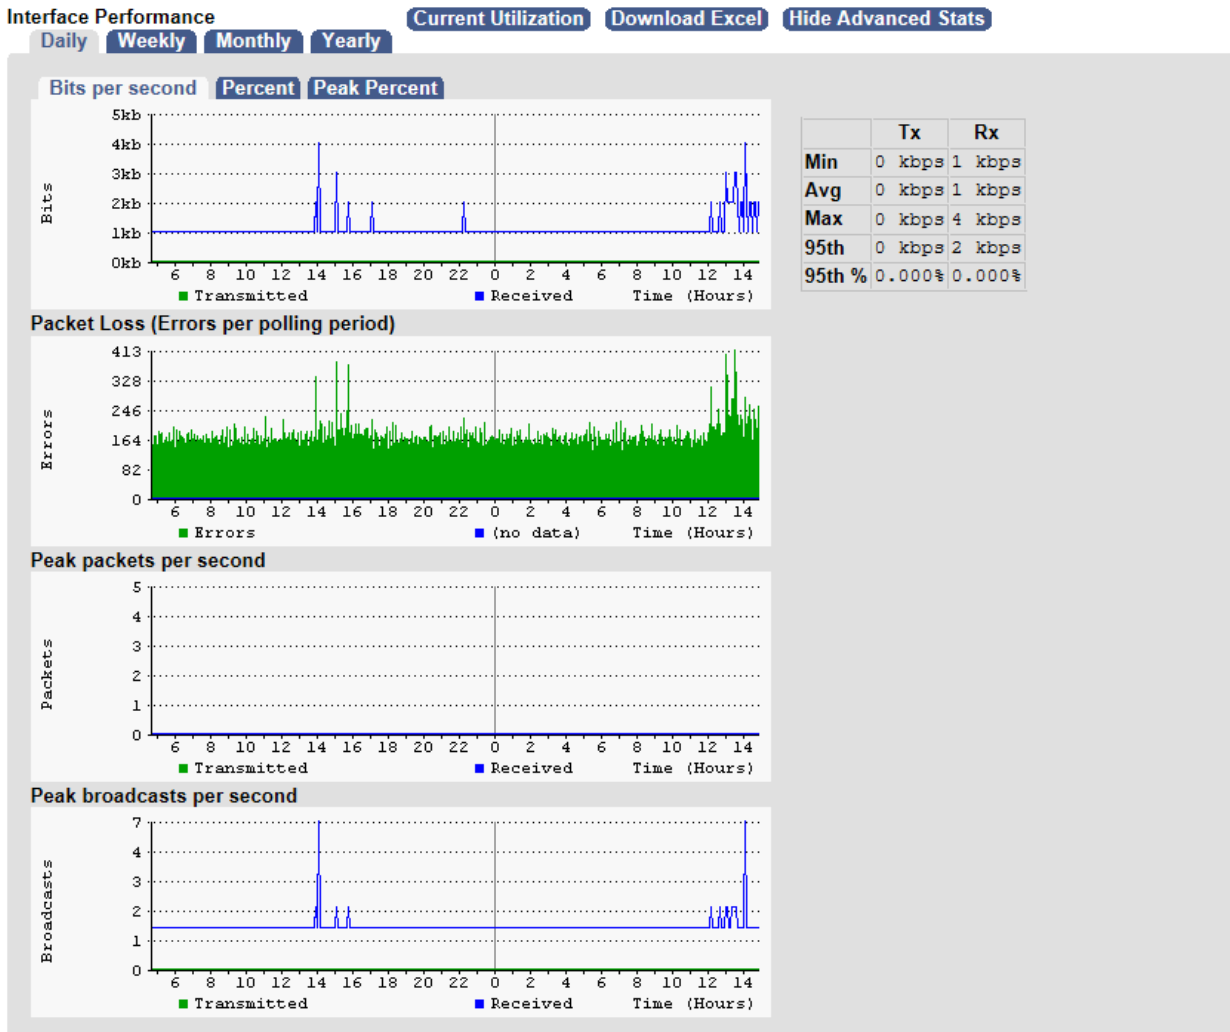 Interface Performance
Current Utilization Download Excel Hide Advanced Stats
Daily Weekly Monthly Yearly
Bits per second Percent Peak Percent
5kb
4kb
3kb
2kb
1kb
0kb
Bits
6 8 10 12 14 16 18 20 22 0 2 4 6 8 10 12 14
Transmitted Received Time (Hours)
Tx Rx
Min 0 kbps 1 kbps
Avg 0 kbps 1 kbps
Max 0 kbps 4 kbps
95th 0 kbps 2 kbps
95th % 0.000% 0.000%
Packet Loss (Errors per polling period)
413
328
246
164
82
0
Errors
6 8 10 12 14 16 18 20 22 0 2 4 6 8 10 12 14
Errors (no data) Time (Hours)
Peak packets per second
5
4
3
2
1
0
Packets
6 8 10 12 14 16 18 20 22 0 2 4 6 8 10 12 14
Transmitted Received Time (Hours)
Peak broadcasts per second
7
4
3
2
1
0
Broadcasts
6 8 10 12 14 16 18 20 22 0 2 4 6 8 10 12 14
Transmitted Received Time (Hours)